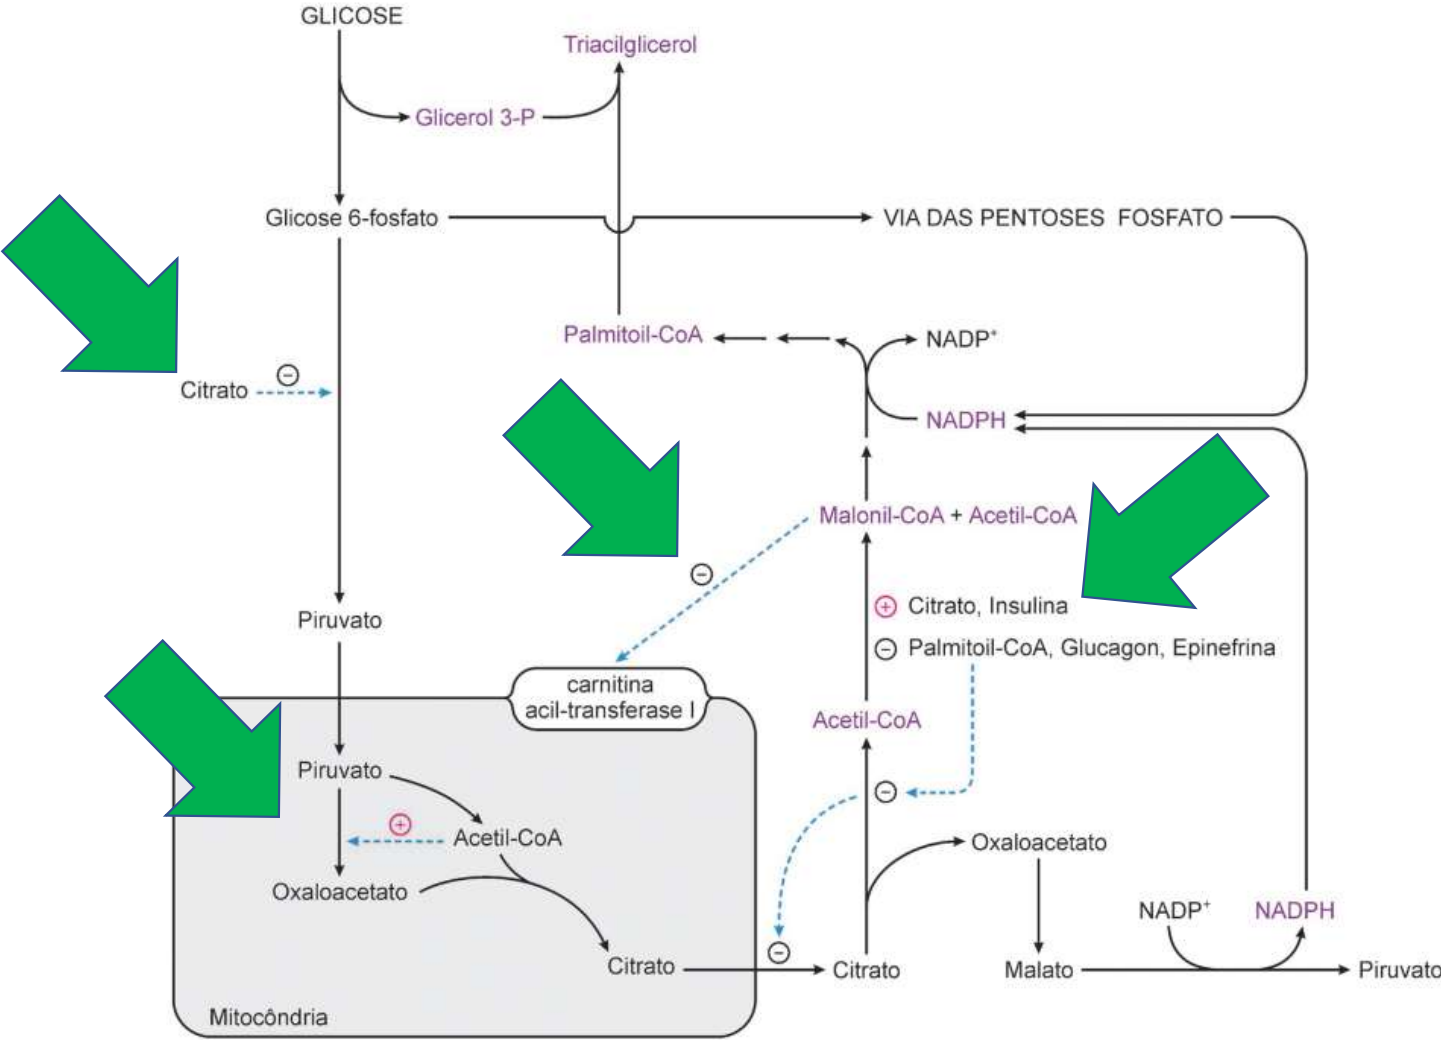 GLICOSE
Triacilglicerol
Glicerol 3-P
Glicose 6-fosfato
VIA DAS PENTOSES FOSFATO
Palmitoil-CoA
NADP⁺
Citrato
−
NADPH
Malonil-CoA + Acetil-CoA
−
+ Citrato, Insulina
Piruvato
− Palmitoil-CoA, Glucagon, Epinefrina
carnitina
acil-transferase I
Acetil-CoA
Piruvato
−
+
Acetil-CoA
Oxaloacetato
Oxaloacetato
NADP⁺
NADPH
−
Citrato
Citrato
Malato
Piruvato
Mitocôndria